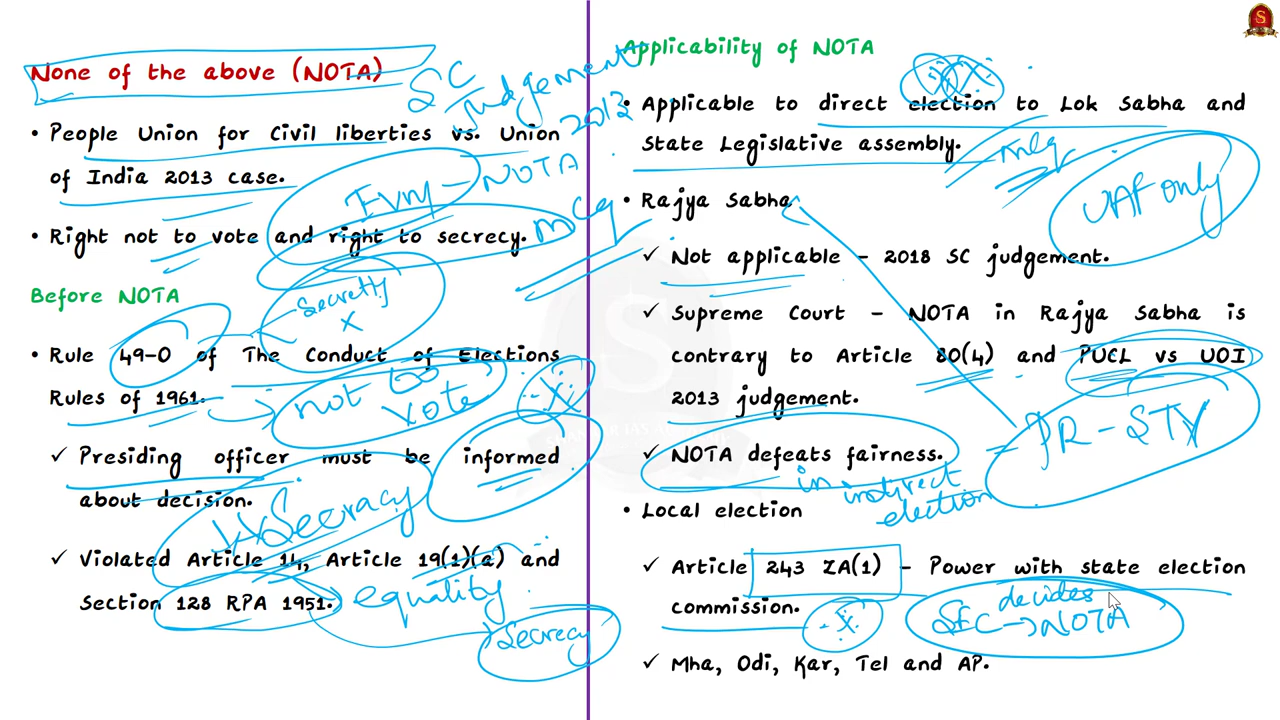 None of the above (NOTA)
SC
Judgement
2013
• People Union for Civil liberties vs. Union
of India 2013 case.
EVM - NOTA
• Right not to vote and right to secrecy.
mcq
Before NOTA
Secretly
X
• Rule 49-O of The Conduct of Elections
Rules of 1961.
not to
vote
✓ Presiding officer must be informed
about decision.
Secracy
✓ Violated Article 14, Article 19(1)(a) and
Section 128 RPA 1951.
equality
Secrecy
Applicability of NOTA
• Applicable to direct election to Lok Sabha and
State Legislative assembly.
mcq
UAF only
• Rajya Sabha
✓ Not applicable - 2018 SC judgement.
✓ Supreme Court - NOTA in Rajya Sabha is
contrary to Article 80(4) and PUCL vs UOI
2013 judgement.
PR - STV
✓ NOTA defeats fairness.
in indirect
election
• Local election
✓ Article 243 ZA(1) - Power with state election
commission.
decides
SEC → NOTA
✓ Mha, Odi, Kar, Tel and AP.